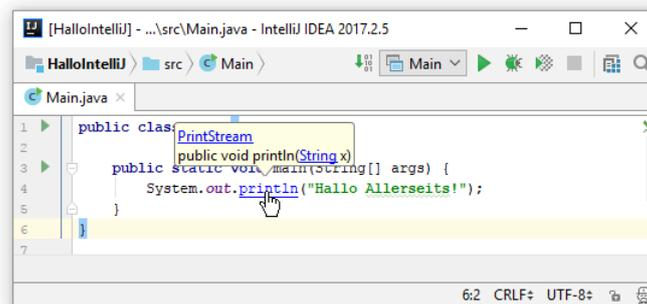 [HalloIntelliJ] - ...\src\Main.java - IntelliJ IDEA 2017.2.5
HalloIntelliJ src Main Main
Main.java
1 public clas
PrintStream
public void println(String x)
2
3 public static void main(String[] args) {
4 System.out.println("Hallo Allerseits!");
5 }
6 }
7
6:2 CRLF UTF-8